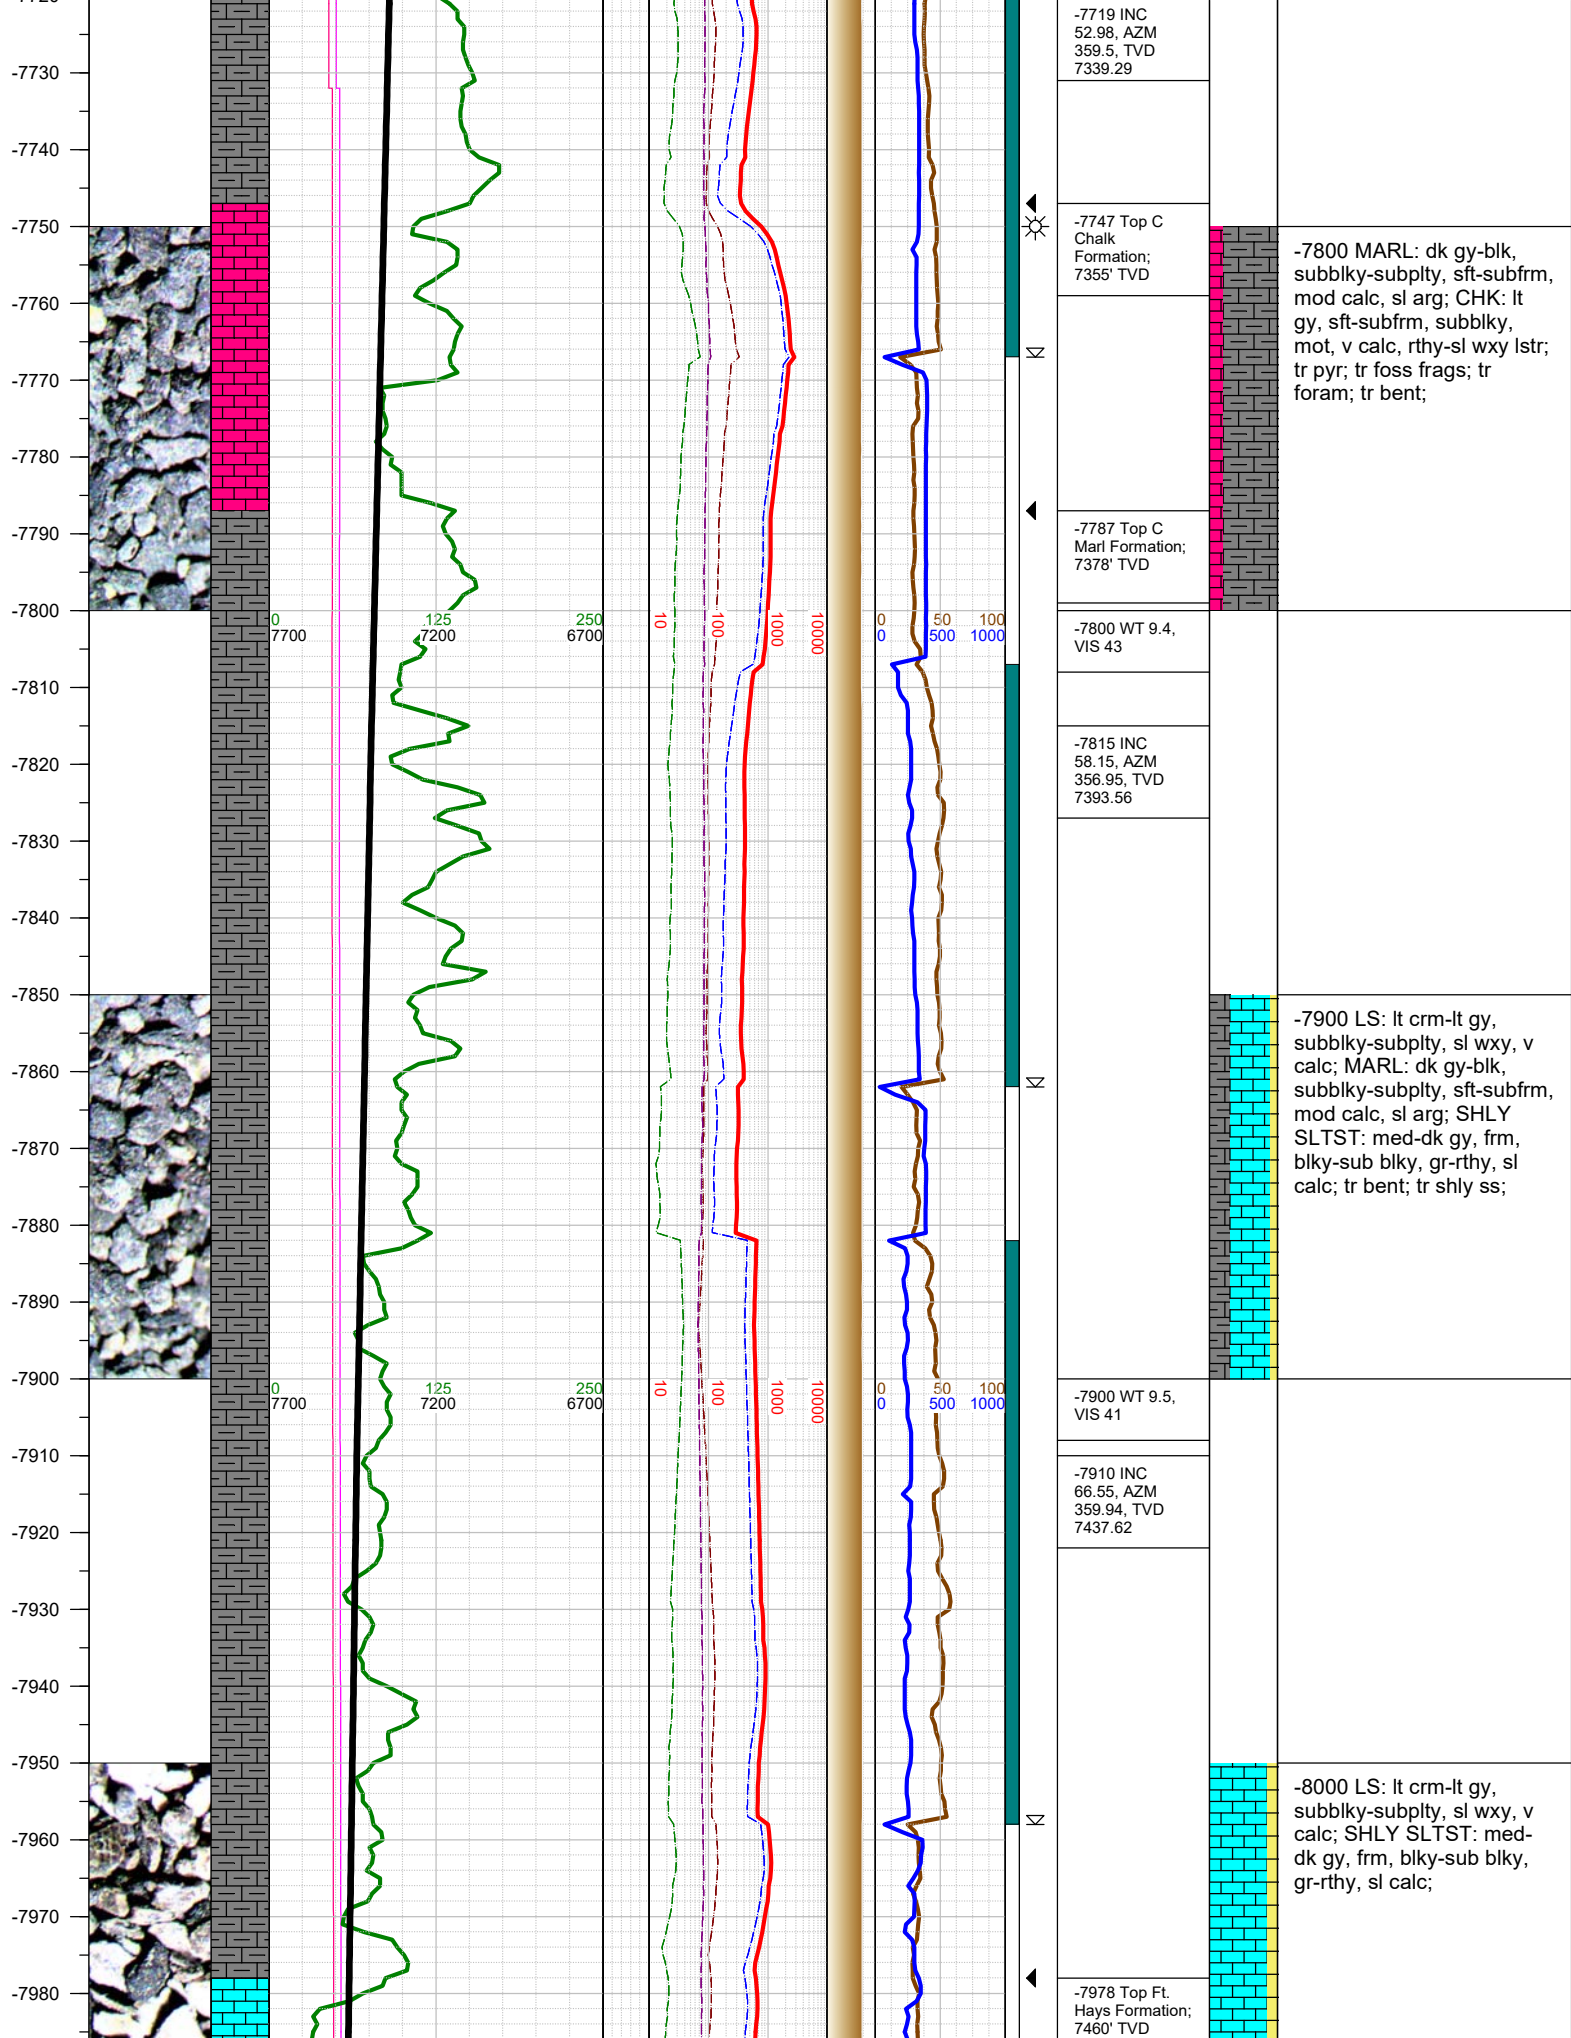 -7720
-7730
-7740
-7750
-7760
-7770
-7780
-7790
-7800
-7810
-7820
-7830
-7840
-7850
-7860
-7870
-7880
-7890
-7900
-7910
-7920
-7930
-7940
-7950
-7960
-7970
-7980
0 125 250
7700 7200 6700
10 100 1000 10000
0 50 100
0 500 1000
0 125 250
7700 7200 6700
10 100 1000 10000
0 50 100
0 500 1000
-7719 INC
52.98, AZM
359.5, TVD
7339.29
-7747 Top C
Chalk
Formation;
7355' TVD
-7787 Top C
Marl Formation;
7378' TVD
-7800 WT 9.4,
VIS 43
-7815 INC
58.15, AZM
356.95, TVD
7393.56
-7900 WT 9.5,
VIS 41
-7910 INC
66.55, AZM
359.94, TVD
7437.62
-7978 Top Ft.
Hays Formation;
7460' TVD
-7800 MARL: dk gy-blk,
subblky-subplty, sft-subfrm,
mod calc, sl arg; CHK: lt
gy, sft-subfrm, subblky,
mot, v calc, rthy-sl wxy lstr;
tr pyr; tr foss frags; tr
foram; tr bent;
-7900 LS: lt crm-lt gy,
subblky-subplty, sl wxy, v
calc; MARL: dk gy-blk,
subblky-subplty, sft-subfrm,
mod calc, sl arg; SHLY
SLTST: med-dk gy, frm,
blky-sub blky, gr-rthy, sl
calc; tr bent; tr shly ss;
-8000 LS: lt crm-lt gy,
subblky-subplty, sl wxy, v
calc; SHLY SLTST: med-
dk gy, frm, blky-sub blky,
gr-rthy, sl calc;